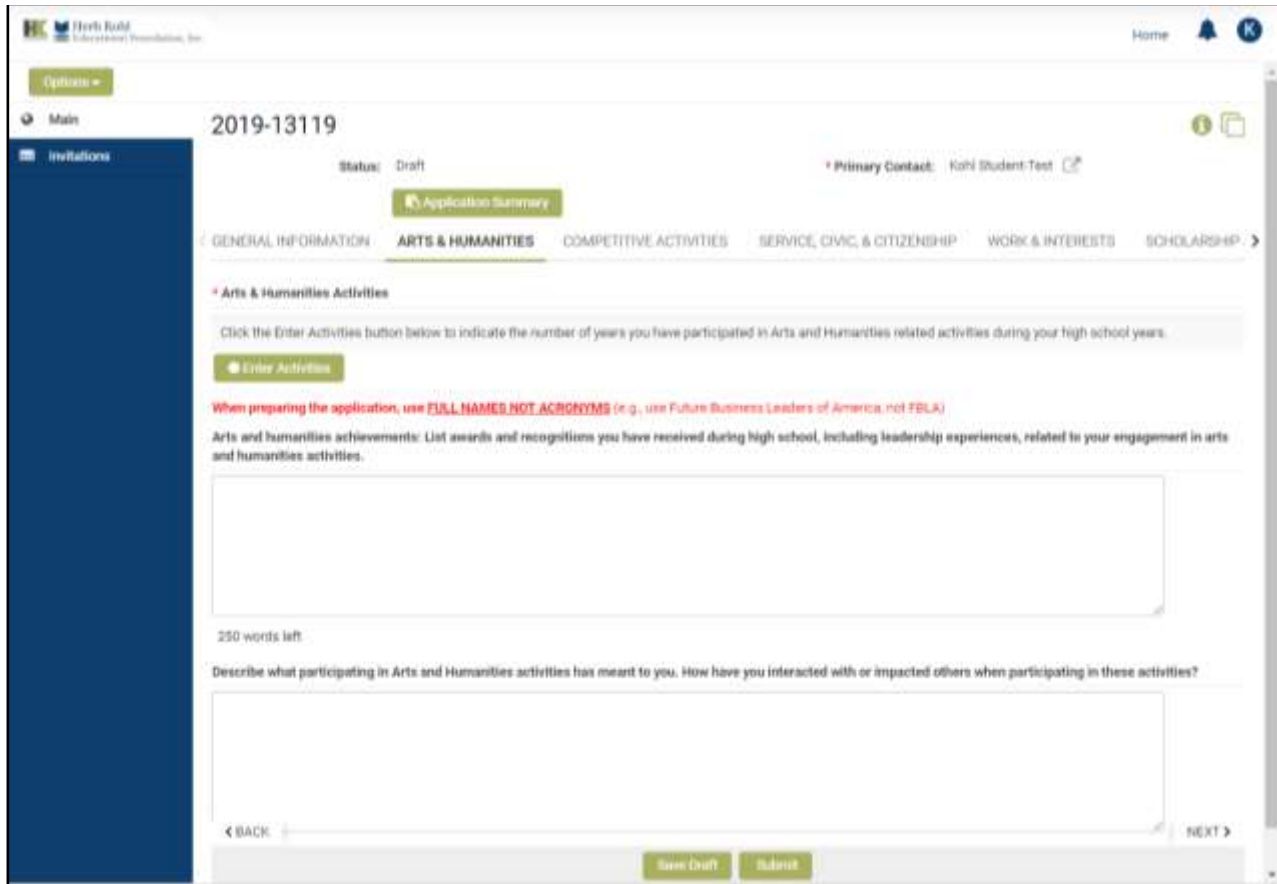 HK Herb Kohl
Educational Foundation, Inc.
Home
K
Options
Main
Invitations
2019-13119
Status: Draft
* Primary Contact: Kohl Student-Test
Application Summary
GENERAL INFORMATION ARTS & HUMANITIES COMPETITIVE ACTIVITIES SERVICE, CIVIC, & CITIZENSHIP WORK & INTERESTS SCHOLARSHIP
* Arts & Humanities Activities
Click the Enter Activities button below to indicate the number of years you have participated in Arts and Humanities related activities during your high school years.
Enter Activities
When preparing the application, use FULL NAMES NOT ACRONYMS (e.g., use Future Business Leaders of America, not FBLA)
Arts and humanities achievements: List awards and recognitions you have received during high school, including leadership experiences, related to your engagement in arts
and humanities activities.
250 words left
Describe what participating in Arts and Humanities activities has meant to you. How have you interacted with or impacted others when participating in these activities?
BACK
NEXT
Save Draft
Submit